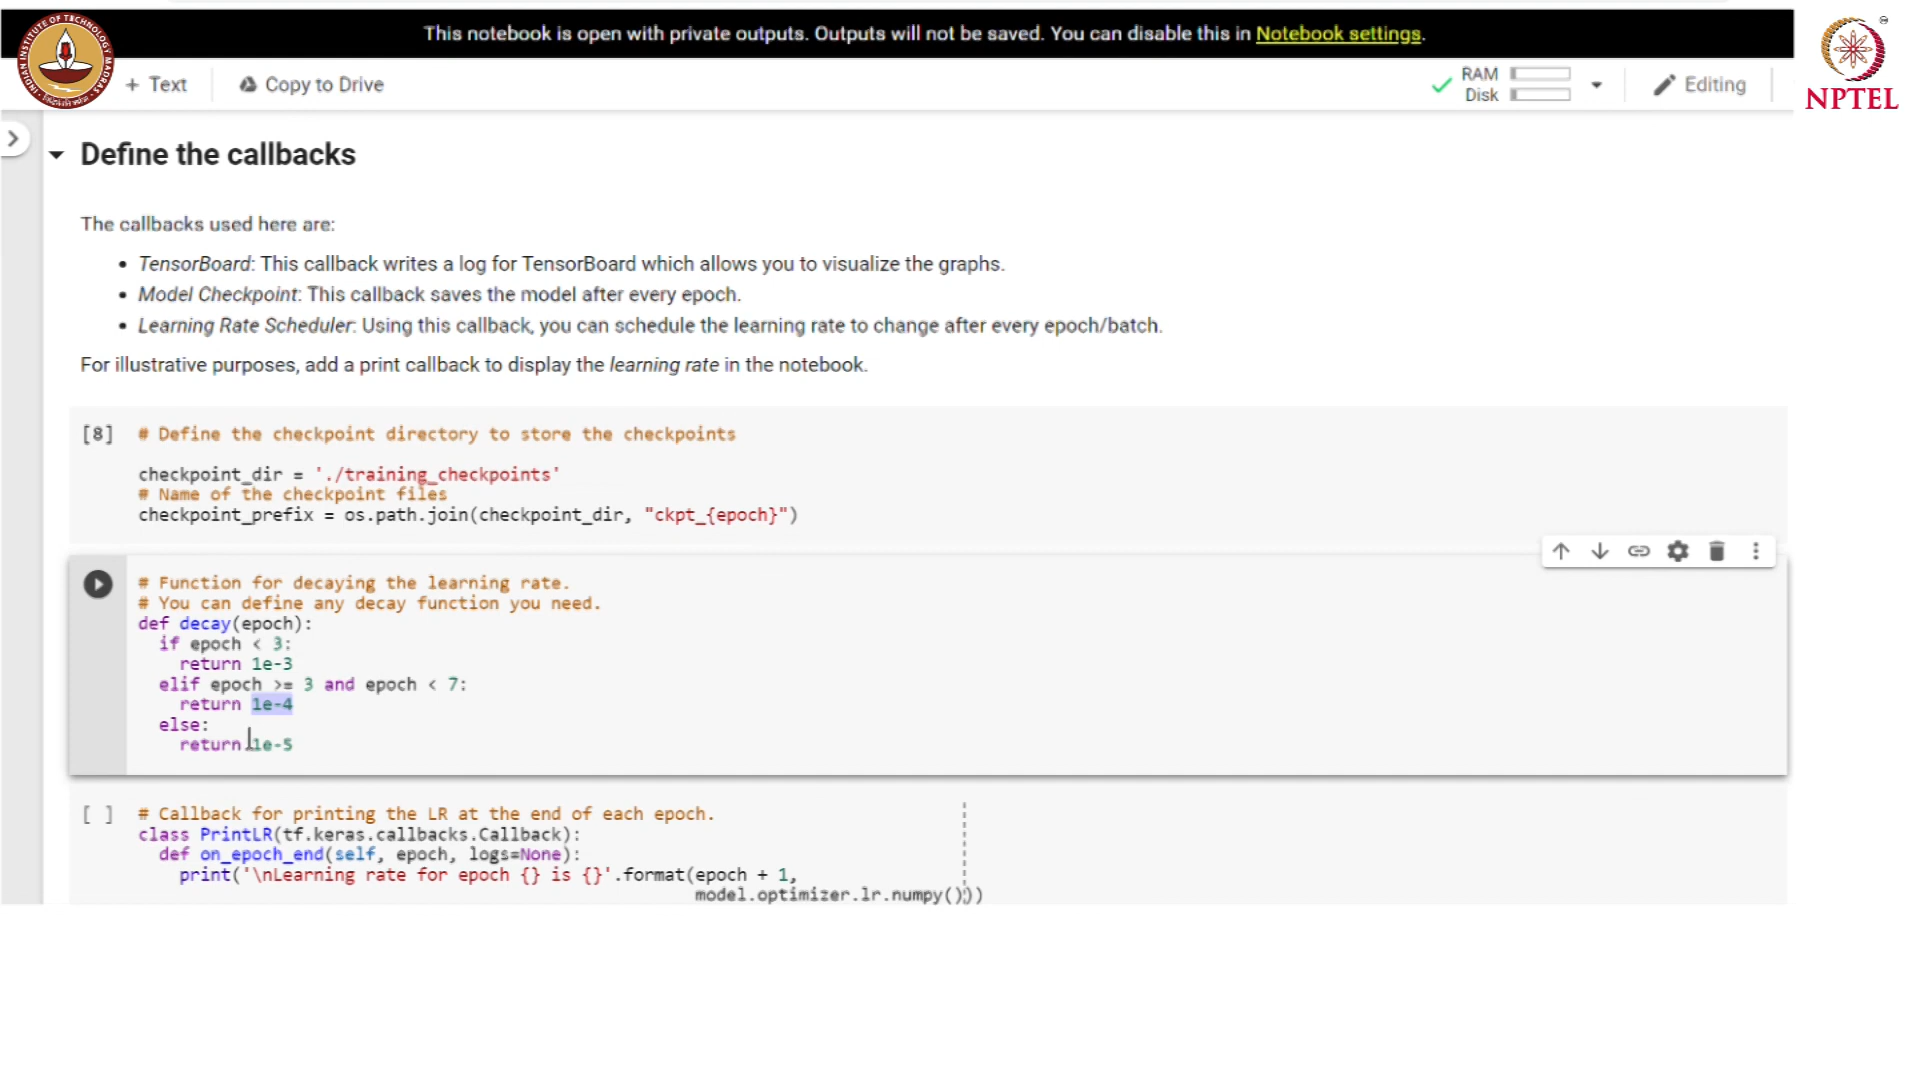 This notebook is open with private outputs. Outputs will not be saved. You can disable this in Notebook settings.
INDIAN INSTITUTE OF TECHNOLOGY MADRAS
+ Text
Copy to Drive
RAM
Disk
Editing
NPTEL
Define the callbacks
The callbacks used here are:
• TensorBoard: This callback writes a log for TensorBoard which allows you to visualize the graphs.
• Model Checkpoint: This callback saves the model after every epoch.
• Learning Rate Scheduler: Using this callback, you can schedule the learning rate to change after every epoch/batch.
For illustrative purposes, add a print callback to display the learning rate in the notebook.
[8] # Define the checkpoint directory to store the checkpoints
checkpoint_dir = './training_checkpoints'
# Name of the checkpoint files
checkpoint_prefix = os.path.join(checkpoint_dir, "ckpt_{epoch}")
# Function for decaying the learning rate.
# You can define any decay function you need.
def decay(epoch):
  if epoch < 3:
    return 1e-3
  elif epoch >= 3 and epoch < 7:
    return 1e-4
  else:
    return 1e-5
[ ] # Callback for printing the LR at the end of each epoch.
class PrintLR(tf.keras.callbacks.Callback):
  def on_epoch_end(self, epoch, logs=None):
    print('\nLearning rate for epoch {} is {}'.format(epoch + 1,
model.optimizer.lr.numpy()))